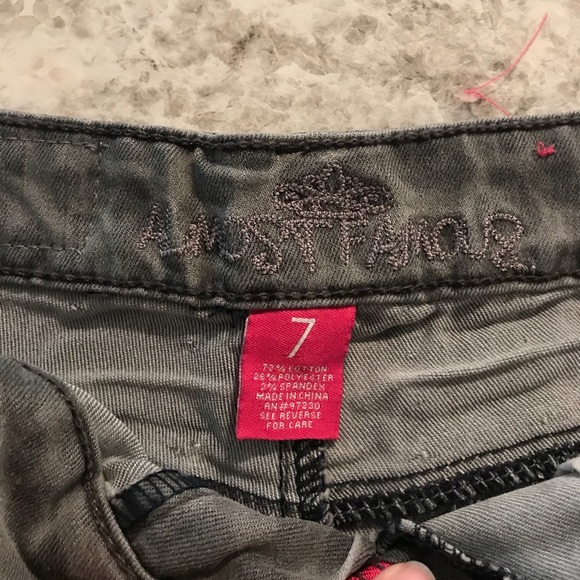 ALMOST FAMOUS
7
72% COTTON
26% POLYESTER
2% SPANDEX
MADE IN CHINA
RN#97230
SEE REVERSE
FOR CARE